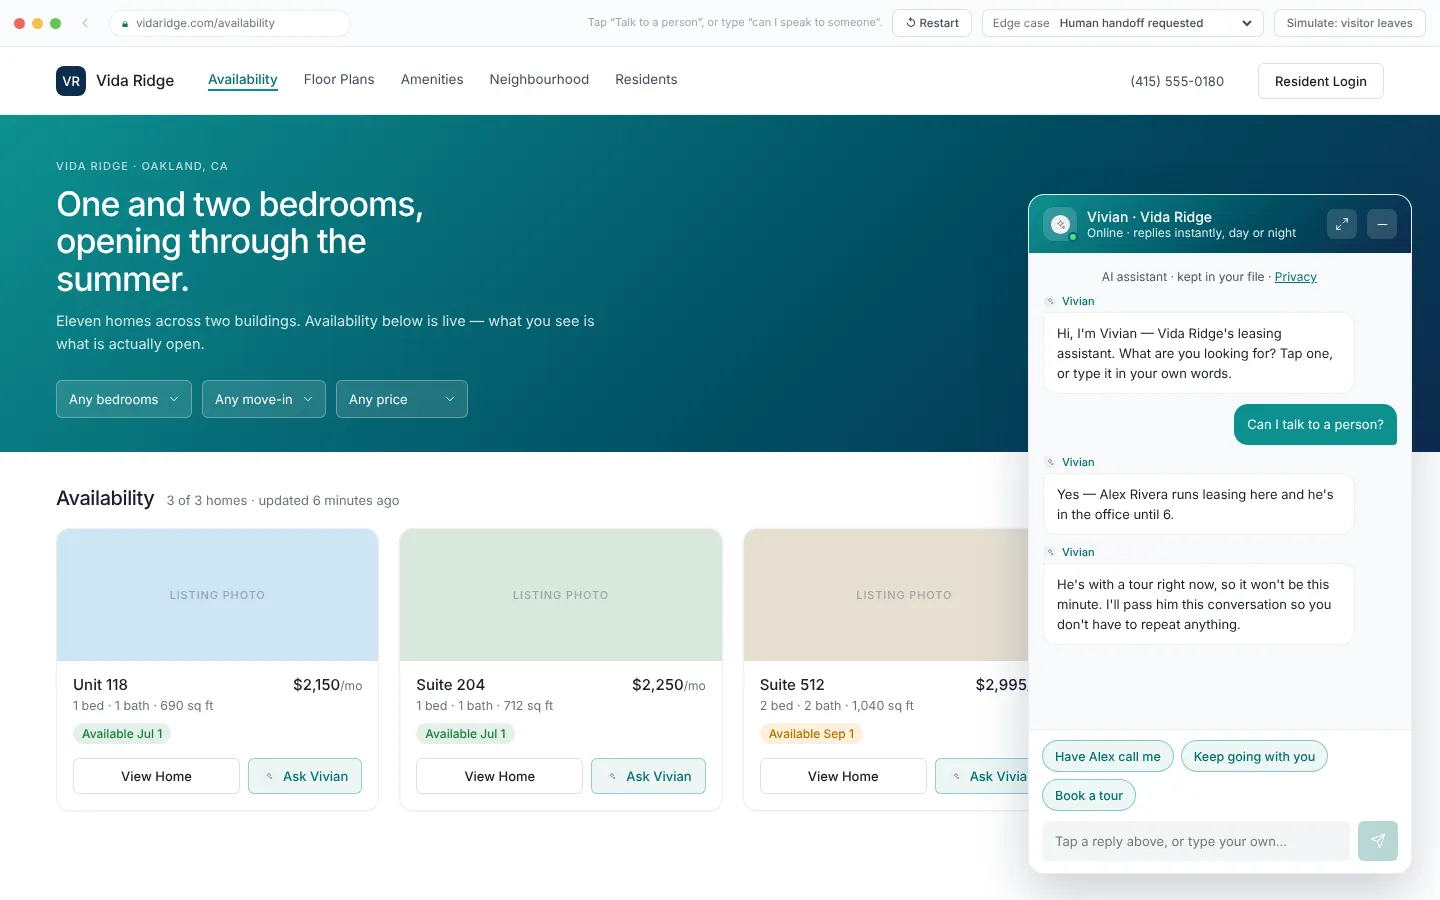 vidaridge.com/availability
Tap “Talk to a person”, or type “can I speak to someone”.
Restart
Edge case Human handoff requested
Simulate: visitor leaves
VR Vida Ridge
Availability
Floor Plans
Amenities
Neighbourhood
Residents
(415) 555-0180
Resident Login
VIDA RIDGE · OAKLAND, CA
One and two bedrooms,
opening through the
summer.
Eleven homes across two buildings. Availability below is live — what you see is
what is actually open.
Any bedrooms
Any move-in
Any price
Availability 3 of 3 homes · updated 6 minutes ago
LISTING PHOTO
Unit 118 $2,150/mo
1 bed · 1 bath · 690 sq ft
Available Jul 1
View Home
Ask Vivian
LISTING PHOTO
Suite 204 $2,250/mo
1 bed · 1 bath · 712 sq ft
Available Jul 1
View Home
Ask Vivian
LISTING PHOTO
Suite 512 $2,995/
2 bed · 2 bath · 1,040 sq ft
Available Sep 1
View Home
Ask Vivia
Vivian · Vida Ridge
Online · replies instantly, day or night
AI assistant · kept in your file · Privacy
Vivian
Hi, I'm Vivian — Vida Ridge's leasing
assistant. What are you looking for? Tap one,
or type it in your own words.
Can I talk to a person?
Vivian
Yes — Alex Rivera runs leasing here and he's
in the office until 6.
Vivian
He's with a tour right now, so it won't be this
minute. I'll pass him this conversation so you
don't have to repeat anything.
Have Alex call me
Keep going with you
Book a tour
Tap a reply above, or type your own...